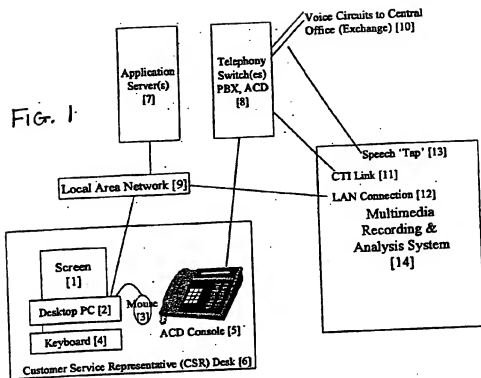 Voice Circuits to Central
Office (Exchange) [10]
Application
Server(s)
[7]
Telephony
Switch(es)
PBX, ACD
[8]
FIG. 1
Speech 'Tap' [13]
CTI Link [11]
Local Area Network [9]
LAN Connection [12]
Multimedia
Recording &
Analysis System
[14]
Screen
[1]
Desktop PC [2]
Mouse
[3]
Keyboard [4]
ACD Console [5]
Customer Service Representative (CSR) Desk [6]